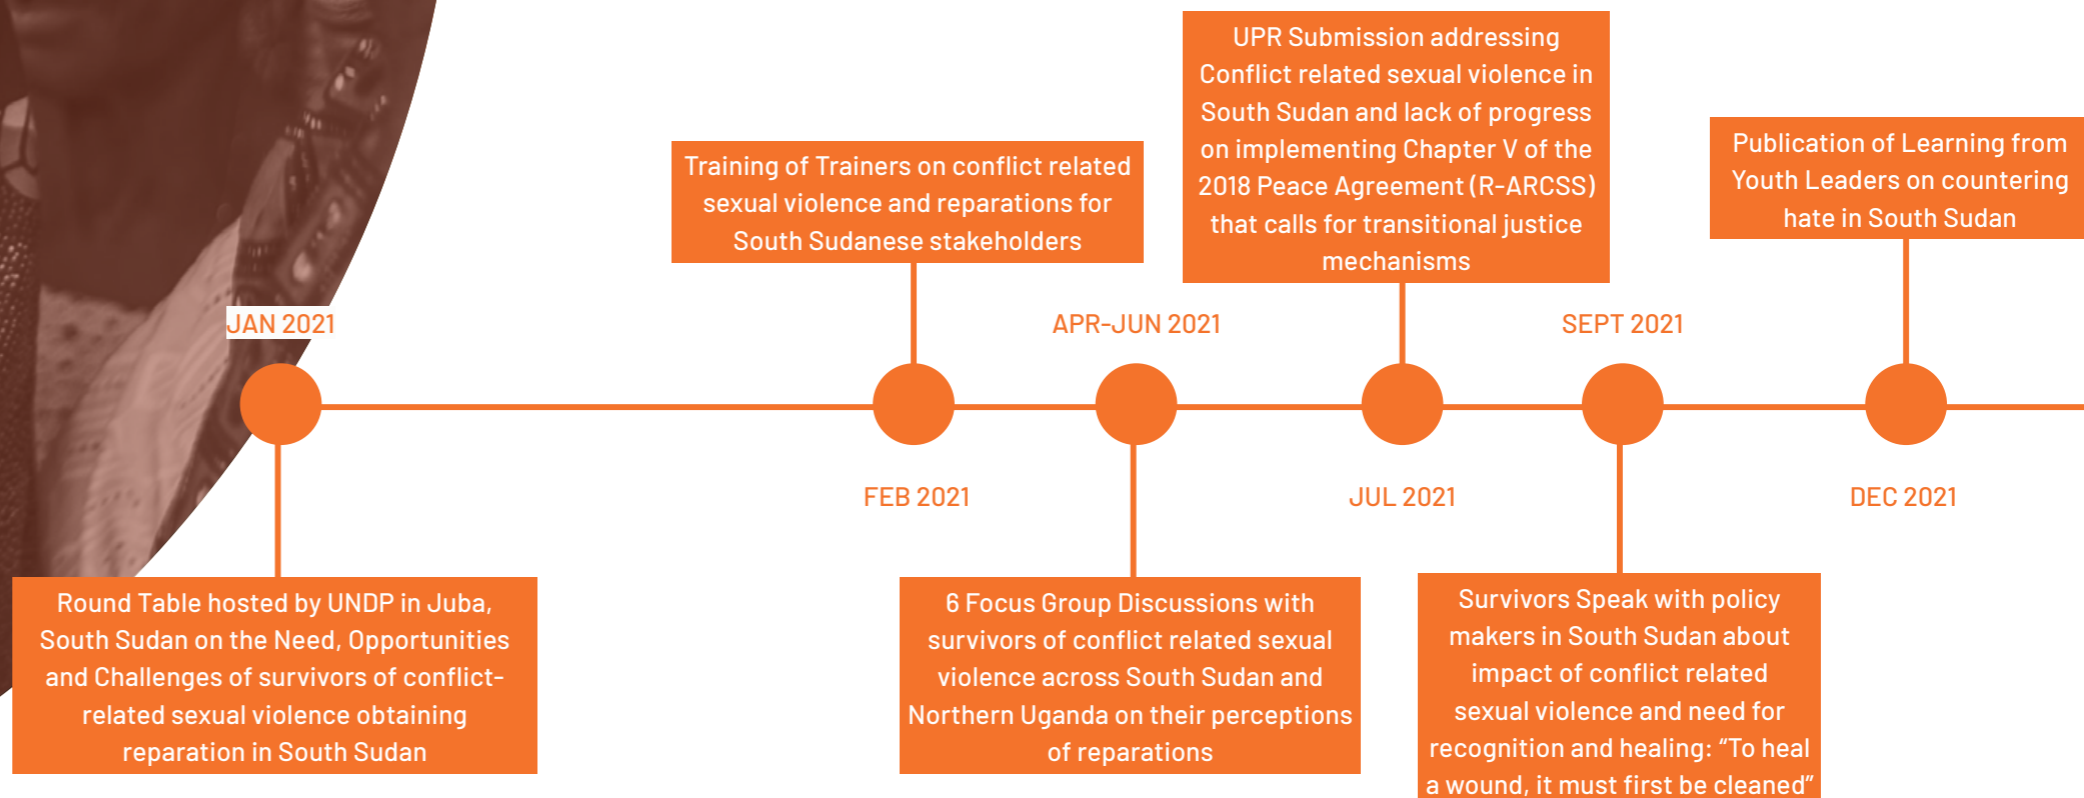 JAN 2021
Round Table hosted by UNDP in Juba,
South Sudan on the Need, Opportunities
and Challenges of survivors of conflict-
related sexual violence obtaining
reparation in South Sudan
Training of Trainers on conflict related
sexual violence and reparations for
South Sudanese stakeholders
FEB 2021
APR-JUN 2021
6 Focus Group Discussions with
survivors of conflict related sexual
violence across South Sudan and
Northern Uganda on their perceptions
of reparations
UPR Submission addressing
Conflict related sexual violence in
South Sudan and lack of progress
on implementing Chapter V of the
2018 Peace Agreement (R-ARCSS)
that calls for transitional justice
mechanisms
JUL 2021
SEPT 2021
Survivors Speak with policy
makers in South Sudan about
impact of conflict related
sexual violence and need for
recognition and healing: “To heal
a wound, it must first be cleaned”
Publication of Learning from
Youth Leaders on countering
hate in South Sudan
DEC 2021